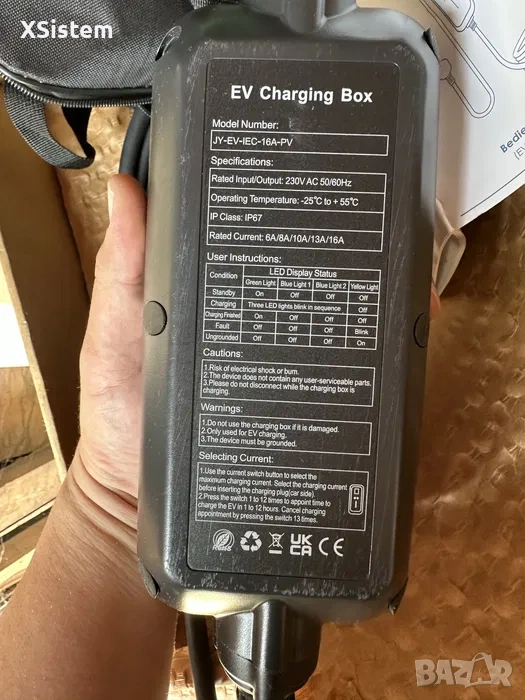 XSistem
EV Charging Box
Model Number:
JY-EV-IEC-16A-PV
Specifications:
Rated Input/Output: 230V AC 50/60Hz
Operating Temperature: -25℃ to + 55℃
IP Class: IP67
Rated Current: 6A/8A/10A/13A/16A
User Instructions:
Condition LED Display Status
Green Light Blue Light 1 Blue Light 2 Yellow Light
Standby On Off Off Off
Charging Three LED lights blink in sequence Off
Charging Finished On Off Off Off
Fault Off Off Off Blink
Ungrounded Off Off Off On
Cautions:
1.Risk of electrical shock or burn.
2.The device does not contain any user-serviceable parts.
3.Please do not disconnect while the charging box is
charging.
Warnings:
1.Do not use the charging box if it is damaged.
2.Only used for EV charging.
3.The device must be grounded.
Selecting Current:
1.Use the current switch button to select the
maximum charging current. Select the charging current
before inserting the charging plug(car side).
2.Press the switch 1 to 12 times to appoint time to
charge the EV in 1 to 12 hours. Cancel charging
appointment by pressing the switch 13 times.
RoHS
UK
CA
CE
Bedie
(E
BAZAR
bg